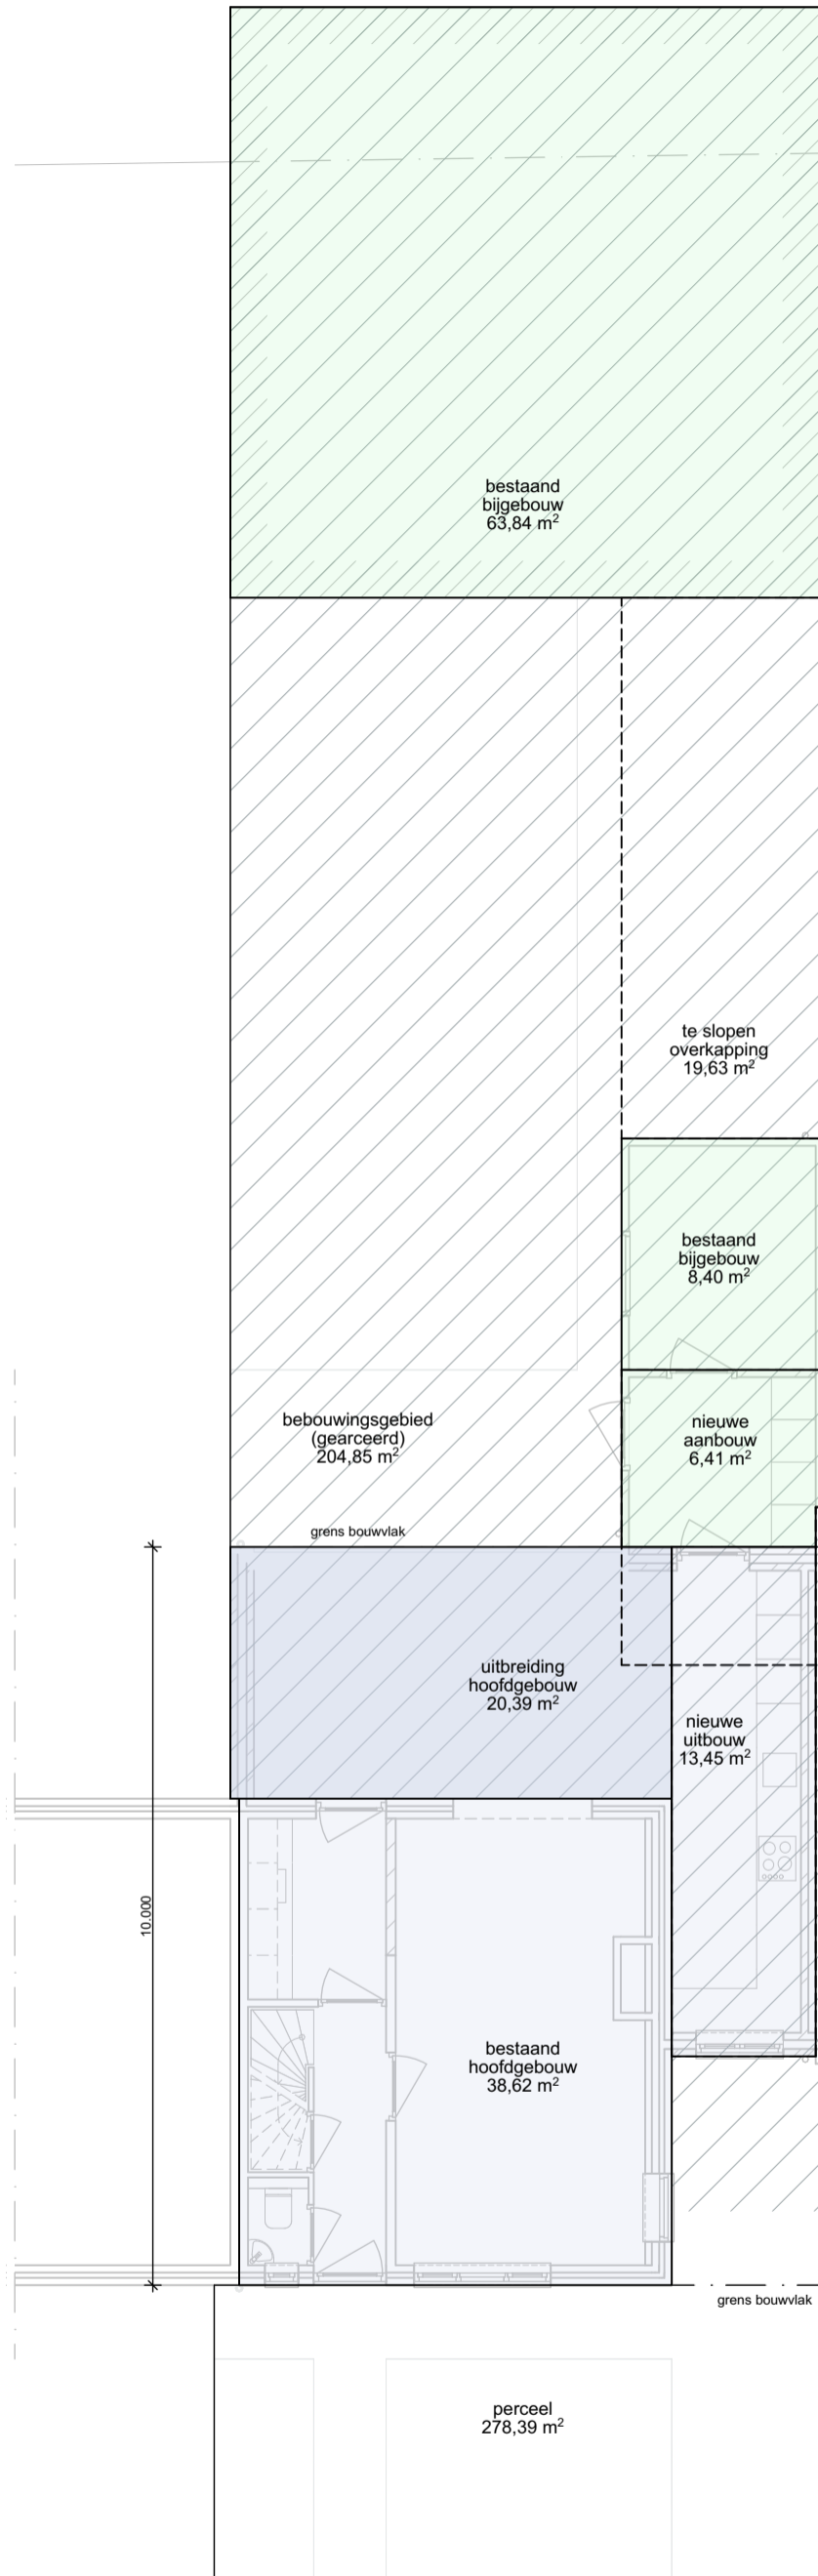 bestaand
bijgebouw
63,84 m²
te slopen
overkapping
19,63 m²
bestaand
bijgebouw
8,40 m²
bebouwingsgebied
(gearceerd)
204,85 m²
nieuwe
aanbouw
6,41 m²
grens bouwvlak
uitbreiding
hoofdgebouw
20,39 m²
nieuwe
uitbouw
13,45 m²
10.000
bestaand
hoofdgebouw
38,62 m²
grens bouwvlak
perceel
278,39 m²